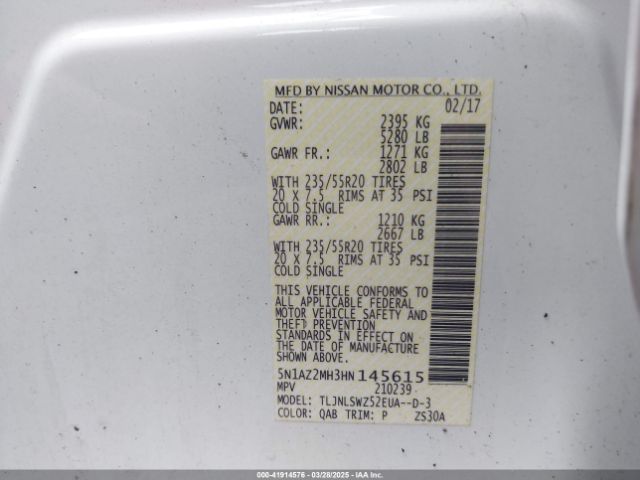 MFD BY NISSAN MOTOR CO., LTD.
DATE: 02/17
GVWR: 2395 KG
5280 LB
GAWR FR.: 1271 KG
2802 LB
WITH 235/55R20 TIRES
20 X 7.5 RIMS AT 35 PSI
COLD SINGLE
GAWR RR.: 1210 KG
2667 LB
WITH 235/55R20 TIRES
20 X 7.5 RIMS AT 35 PSI
COLD SINGLE
THIS VEHICLE CONFORMS TO
ALL APPLICABLE FEDERAL
MOTOR VEHICLE SAFETY AND
THEFT PREVENTION
STANDARDS IN EFFECT ON
THE DATE OF MANUFACTURE
SHOWN ABOVE.
5N1AZ2MH3HN145615
MPV 210239
MODEL: TLJNLSWZ52EUA--D-3
COLOR: QAB TRIM: P ZS30A
000-41914576 | 03/28/2025 | IAAI.COM